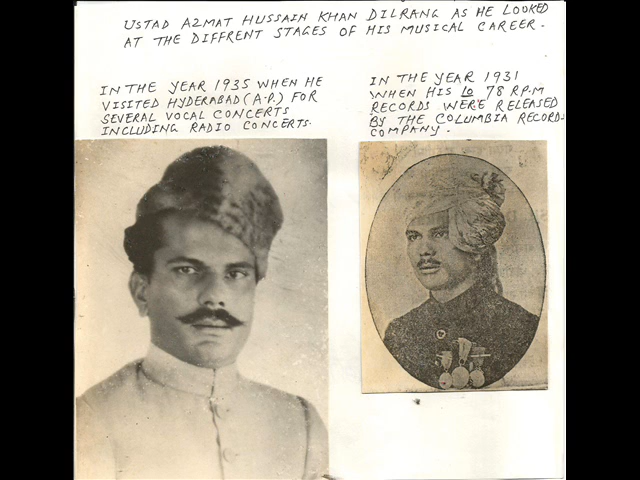 USTAD AZMAT HUSSAIN KHAN DILRANG AS HE LOOKED
AT THE DIFFRENT STAGES OF HIS MUSICAL CAREER.
IN THE YEAR 1935 WHEN HE
VISITED HYDERABAD (A.P.) FOR
SEVERAL VOCAL CONCERTS
INCLUDING RADIO CONCERTS.
IN THE YEAR 1931
WHEN HIS 10 78 RP.M
RECORDS WERE RELEASED
BY THE COLUMBIA RECORDS
COMPANY.